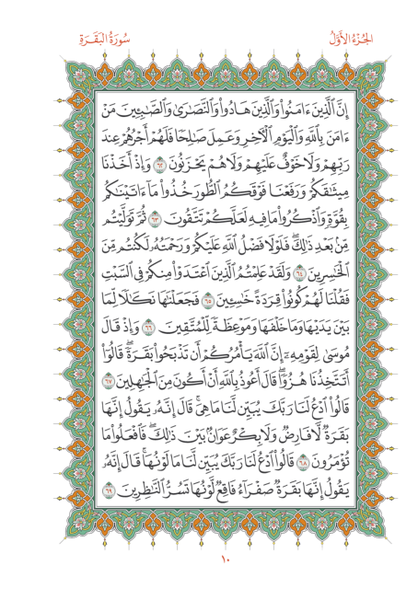 الجُزْءُ الأَوَّلُ
سُورَةُ البَقَرَةِ
إِنَّ ٱلَّذِينَ ءَامَنُوا۟ وَٱلَّذِينَ هَادُوا۟ وَٱلنَّصَٰرَىٰ وَٱلصَّٰبِـِٔينَ مَنْ
ءَامَنَ بِٱللَّهِ وَٱلْيَوْمِ ٱلْءَاخِرِ وَعَمِلَ صَٰلِحًا فَلَهُمْ أَجْرُهُمْ عِندَ
رَبِّهِمْ وَلَا خَوْفٌ عَلَيْهِمْ وَلَا هُمْ يَحْزَنُونَ ٦٢ وَإِذْ أَخَذْنَا
مِيثَٰقَكُمْ وَرَفَعْنَا فَوْقَكُمُ ٱلطُّورَ خُذُوا۟ مَآ ءَاتَيْنَٰكُم
بِقُوَّةٍ وَٱذْكُرُوا۟ مَا فِيهِ لَعَلَّكُمْ تَتَّقُونَ ٦٣ ثُمَّ تَوَلَّيْتُم
مِّنۢ بَعْدِ ذَٰلِكَ ۖ فَلَوْلَا فَضْلُ ٱللَّهِ عَلَيْكُمْ وَرَحْمَتُهُۥ لَكُنتُم مِّنَ
ٱلْخَٰسِرِينَ ٦٤ وَلَقَدْ عَلِمْتُمُ ٱلَّذِينَ ٱعْتَدَوْا۟ مِنكُمْ فِى ٱلسَّبْتِ
فَقُلْنَا لَهُمْ كُونُوا۟ قِرَدَةً خَٰسِـِٔينَ ٦٥ فَجَعَلْنَٰهَا نَكَٰلًا لِّمَا
بَيْنَ يَدَيْهَا وَمَا خَلْفَهَا وَمَوْعِظَةً لِّلْمُتَّقِينَ ٦٦ وَإِذْ قَالَ
مُوسَىٰ لِقَوْمِهِۦٓ إِنَّ ٱللَّهَ يَأْمُرُكُمْ أَن تَذْبَحُوا۟ بَقَرَةً ۖ قَالُوٓا۟
أَتَتَّخِذُنَا هُزُوًا ۖ قَالَ أَعُوذُ بِٱللَّهِ أَنْ أَكُونَ مِنَ ٱلْجَٰهِلِينَ ٦٧
قَالُوا۟ ٱدْعُ لَنَا رَبَّكَ يُبَيِّن لَّنَا مَا هِىَ ۚ قَالَ إِنَّهُۥ يَقُولُ إِنَّهَا
بَقَرَةٌ لَّا فَارِضٌ وَلَا بِكْرٌ عَوَانٌۢ بَيْنَ ذَٰلِكَ ۖ فَٱفْعَلُوا۟ مَا
تُؤْمَرُونَ ٦٨ قَالُوا۟ ٱدْعُ لَنَا رَبَّكَ يُبَيِّن لَّنَا مَا لَوْنُهَا ۚ قَالَ إِنَّهُۥ
يَقُولُ إِنَّهَا بَقَرَةٌ صَفْرَآءُ فَاقِعٌ لَّوْنُهَا تَسُرُّ ٱلنَّٰظِرِينَ ٦٩
١٠